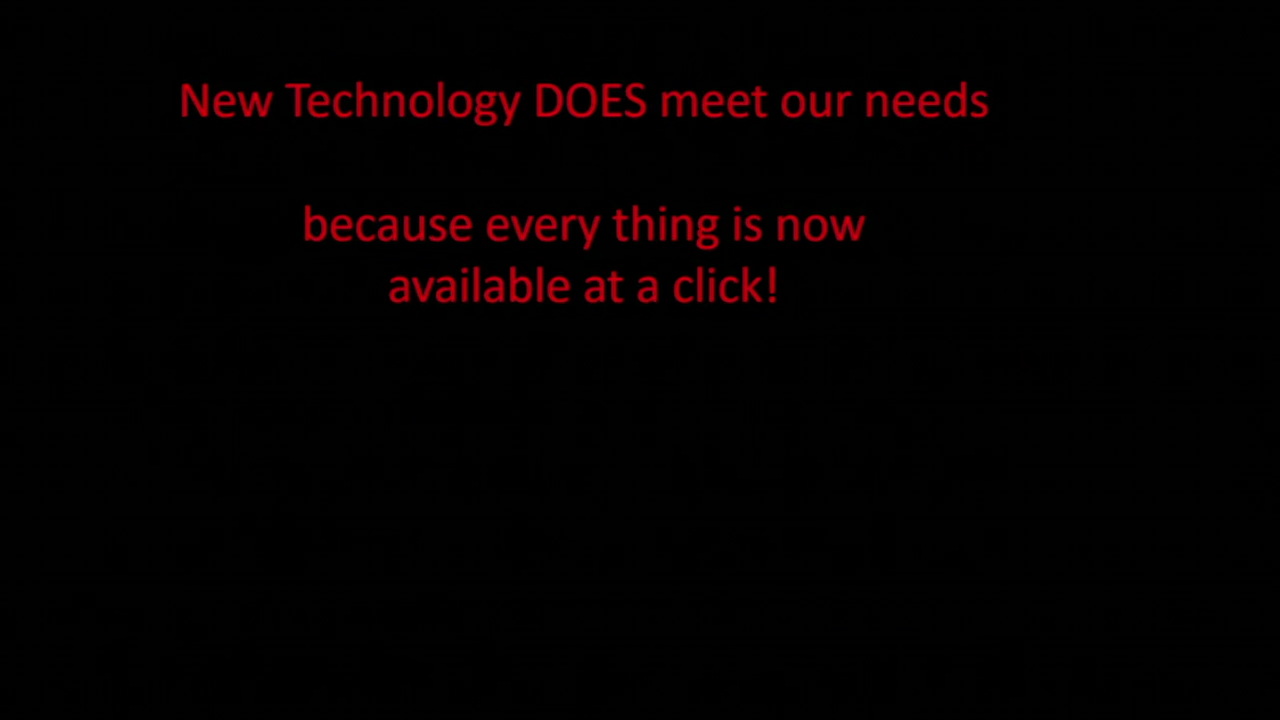 New Technology DOES meet our needs
because every thing is now
available at a click!